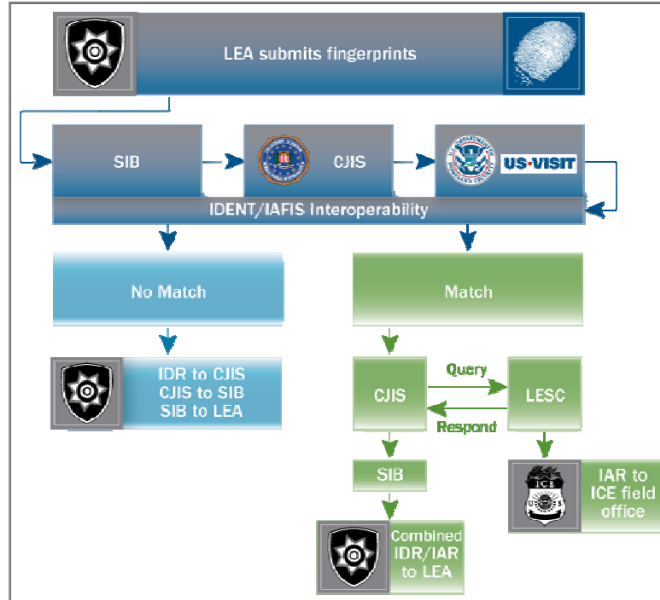 LEA submits fingerprints
SIB
CJIS
US-VISIT
IDENT/IAFIS Interoperability
No Match
Match
IDR to CJIS
CJIS to SIB
SIB to LEA
CJIS
Query
Respond
LESC
SIB
ICE
U S
IAR to
ICE field
office
Combined
IDR/IAR
to LEA